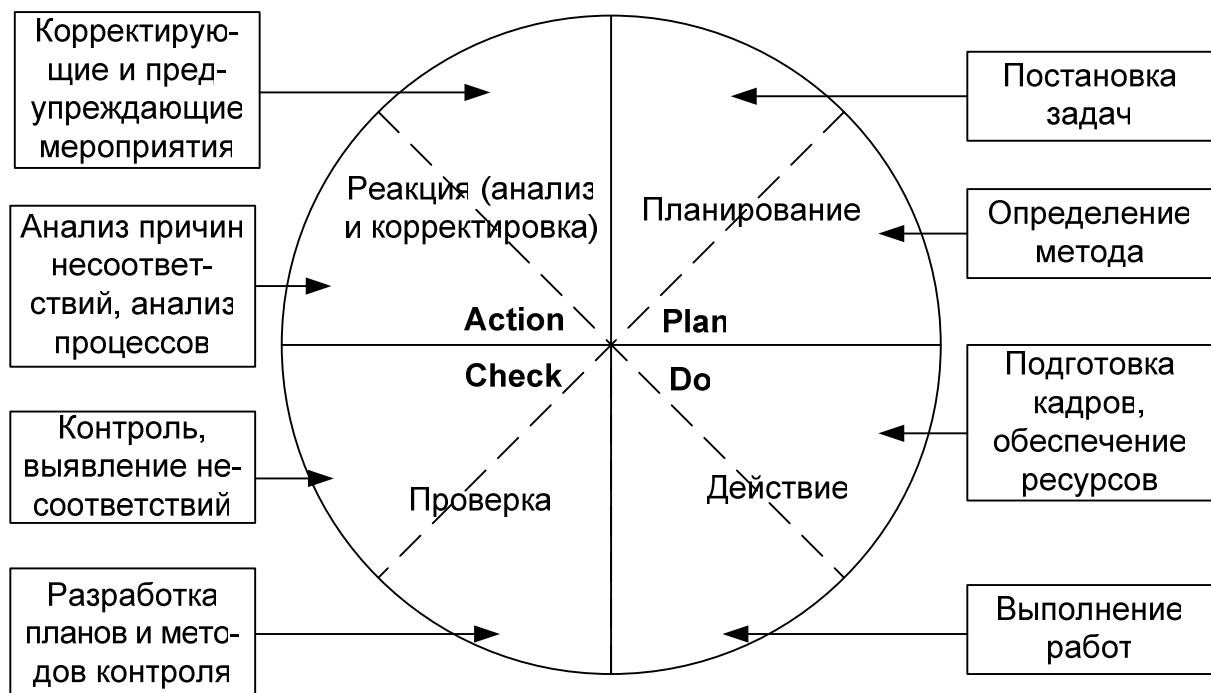 Корректирую-
щие и пред-
упреждающие
мероприятия
Анализ причин
несоответ-
ствий, анализ
процессов
Контроль,
выявление не-
соответствий
Разработка
планов и мето-
дов контроля
Реакция (анализ
и корректировка)
Планирование
Action
Plan
Check
Do
Проверка
Действие
Постановка
задач
Определение
метода
Подготовка
кадров,
обеспечение
ресурсов
Выполнение
работ